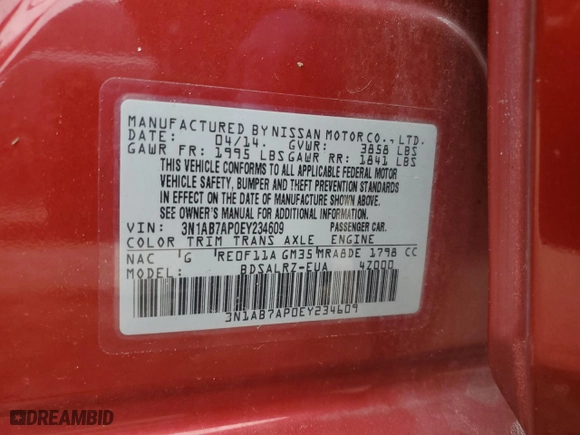 MANUFACTURED BY NISSAN MOTOR CO., LTD.
DATE: 04/14. GVWR: 3858 LBS
GAWR FR: 1995 LBS GAWR RR: 1841 LBS
THIS VEHICLE CONFORMS TO ALL APPLICABLE FEDERAL MOTOR
VEHICLE SAFETY, BUMPER AND THEFT PREVENTION STANDARDS
IN EFFECT ON THE DATE OF MANUFACTURE SHOWN ABOVE.
SEE OWNER'S MANUAL FOR ADDITIONAL INFORMATION.
VIN: 3N1AB7AP0EY234609 PASSENGER CAR.
COLOR TRIM TRANS AXLE ENGINE
NAC 'G 'RE0F11A GM35'MRA8DE 1798 CC
MODEL: BDSALRZ-EUA 4Z000
3N1AB7AP0EY234609
DREAMBID